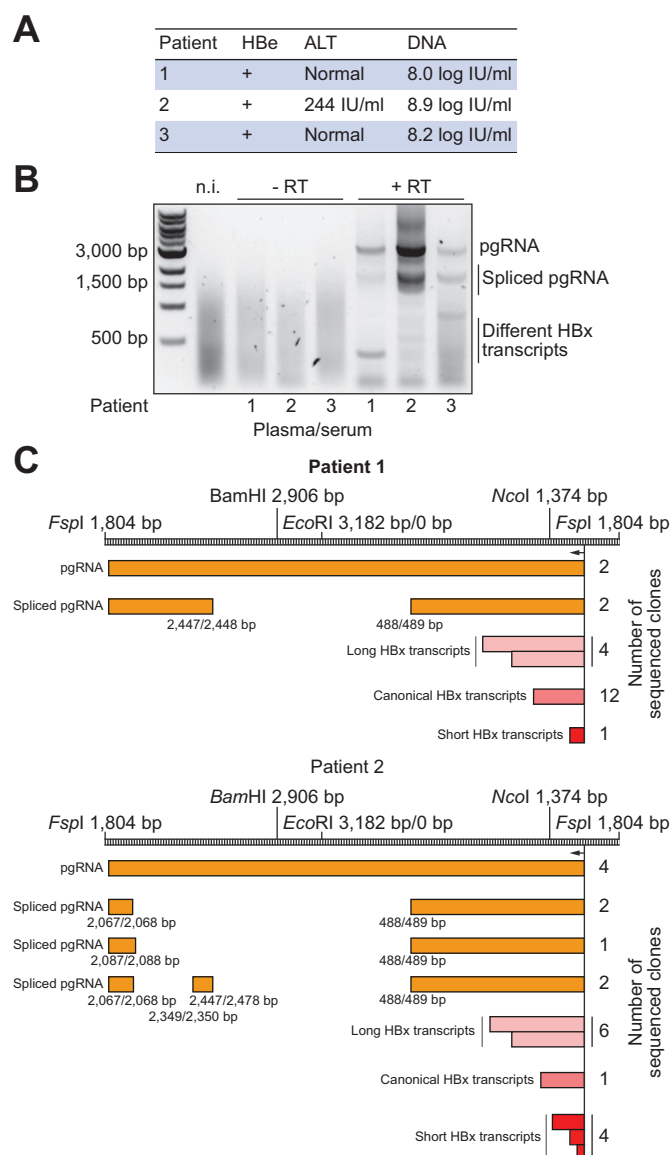 A
Patient HBe ALT DNA
1 + Normal 8.0 log IU/ml
2 + 244 IU/ml 8.9 log IU/ml
3 + Normal 8.2 log IU/ml
B
n.i. - RT + RT
3,000 bp
1,500 bp
500 bp
pgRNA
Spliced pgRNA
Different HBx
transcripts
Patient 1 2 3 1 2 3
Plasma/serum
C
Patient 1
BamHI 2,906 bp NcoI 1,374 bp
FspI 1,804 bp EcoRI 3,182 bp/0 bp FspI 1,804 bp
pgRNA 2
Spliced pgRNA 2
2,447/2,448 bp 488/489 bp
Long HBx transcripts 4
Canonical HBx transcripts 12
Short HBx transcripts 1
Number of
sequenced clones
Patient 2
BamHI 2,906 bp NcoI 1,374 bp
FspI 1,804 bp EcoRI 3,182 bp/0 bp FspI 1,804 bp
pgRNA 4
Spliced pgRNA 2
2,067/2,068 bp 488/489 bp
Spliced pgRNA 1
2,087/2,088 bp 488/489 bp
Spliced pgRNA 2
2,067/2,068 bp 2,447/2,478 bp 488/489 bp
2,349/2,350 bp
Long HBx transcripts 6
Canonical HBx transcripts 1
Short HBx transcripts 4
Number of
sequenced clones